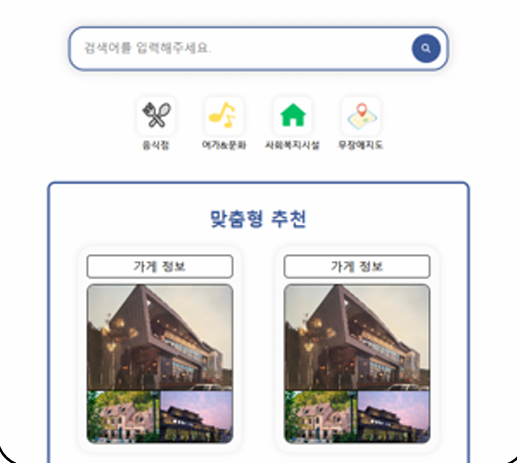 검색어를 입력해주세요.
음식점
여가&문화
사회복지시설
무장애지도
맞춤형 추천
가게 정보
가게 정보